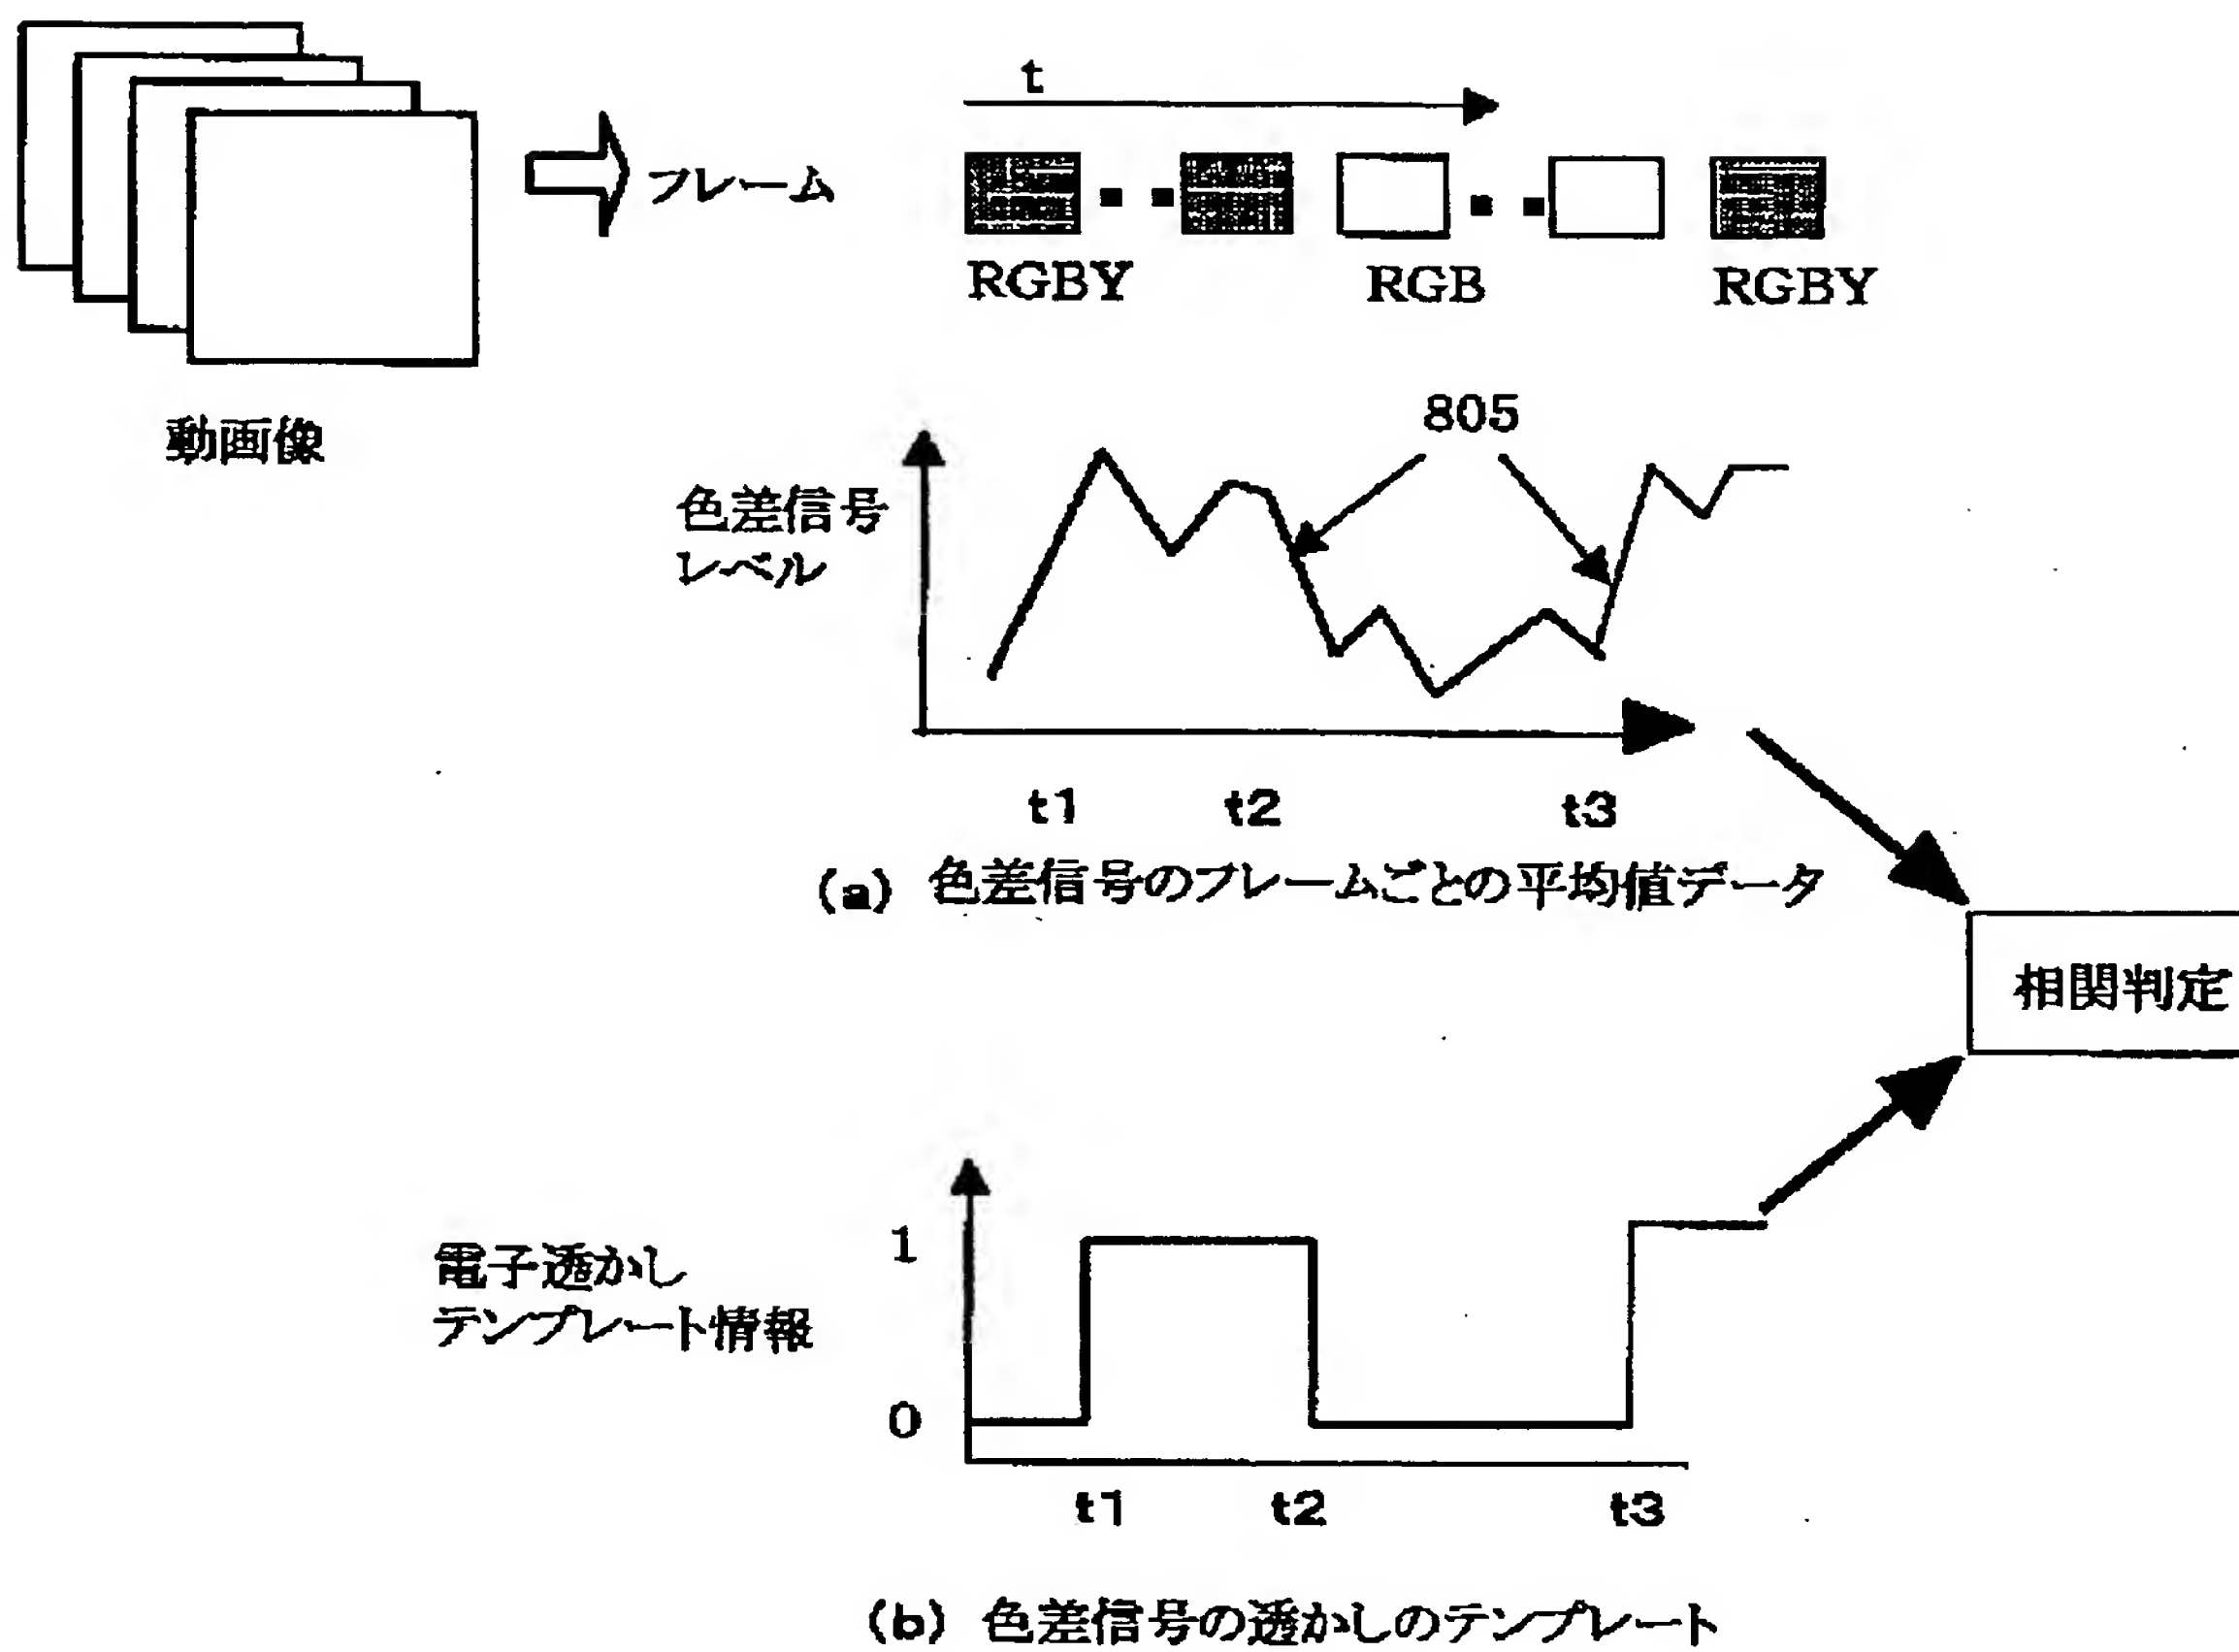 t
フレーム
RGBY
RGB
RGBY
動画像
805
色差信号
レベル
t1
t2
t3
(a) 色差信号のフレームごとの平均値データ
相関判定
電子透かし
テンプレート情報
1
0
t1
t2
t3
(b) 色差信号の透かしのテンプレート